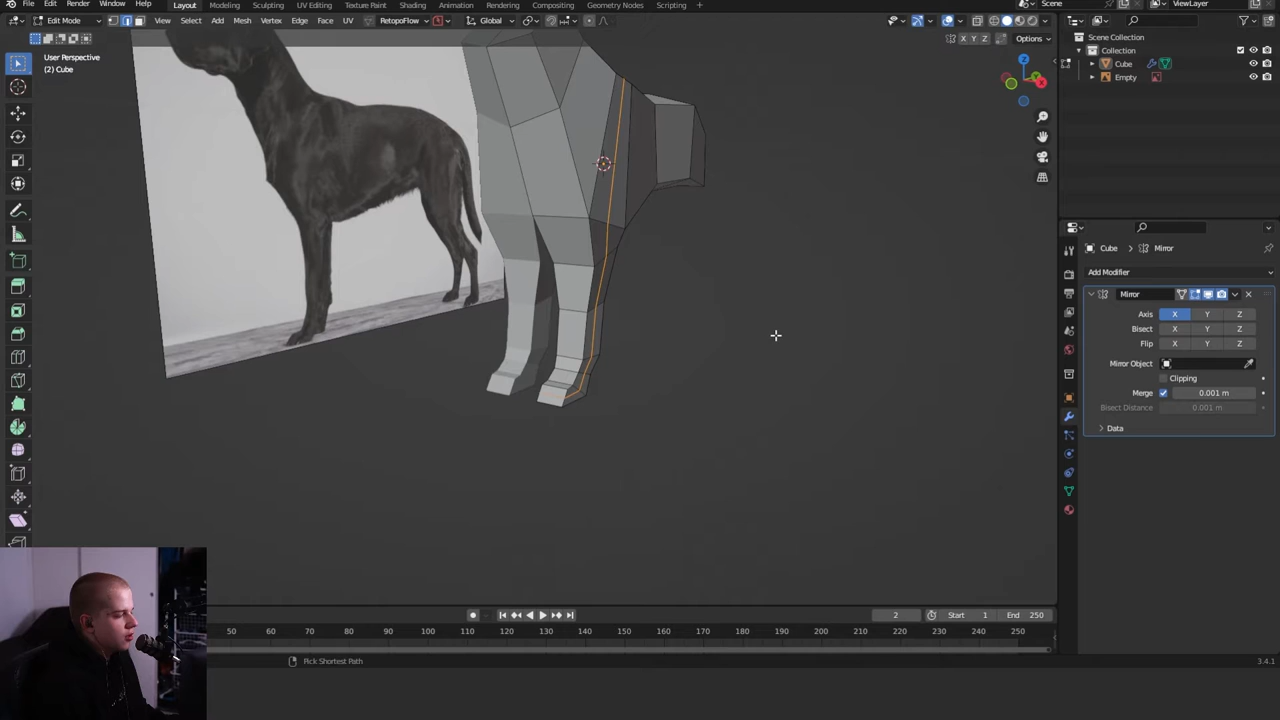 File Edit Render Window Help Layout Modeling Sculpting UV Editing Texture Paint Shading Animation Rendering Compositing Geometry Nodes Scripting + Scene ViewLayer
Edit Mode View Select Add Mesh Vertex Edge Face UV RetopoFlow Global
X Y Z Options
User Perspective
(2) Cube
Scene Collection
Collection
Cube
Empty
Cube > Mirror
Add Modifier
Mirror
Axis X Y Z
Bisect X Y Z
Flip X Y Z
Mirror Object
Clipping
Merge 0.001 m
Bisect Distance 0.001 m
Data
2 Start 1 End 250
50 60 70 80 90 100 110 120 130 140 150 160 170 180 190 200 210 220 230 240 250
Pick Shortest Path
3.4.1